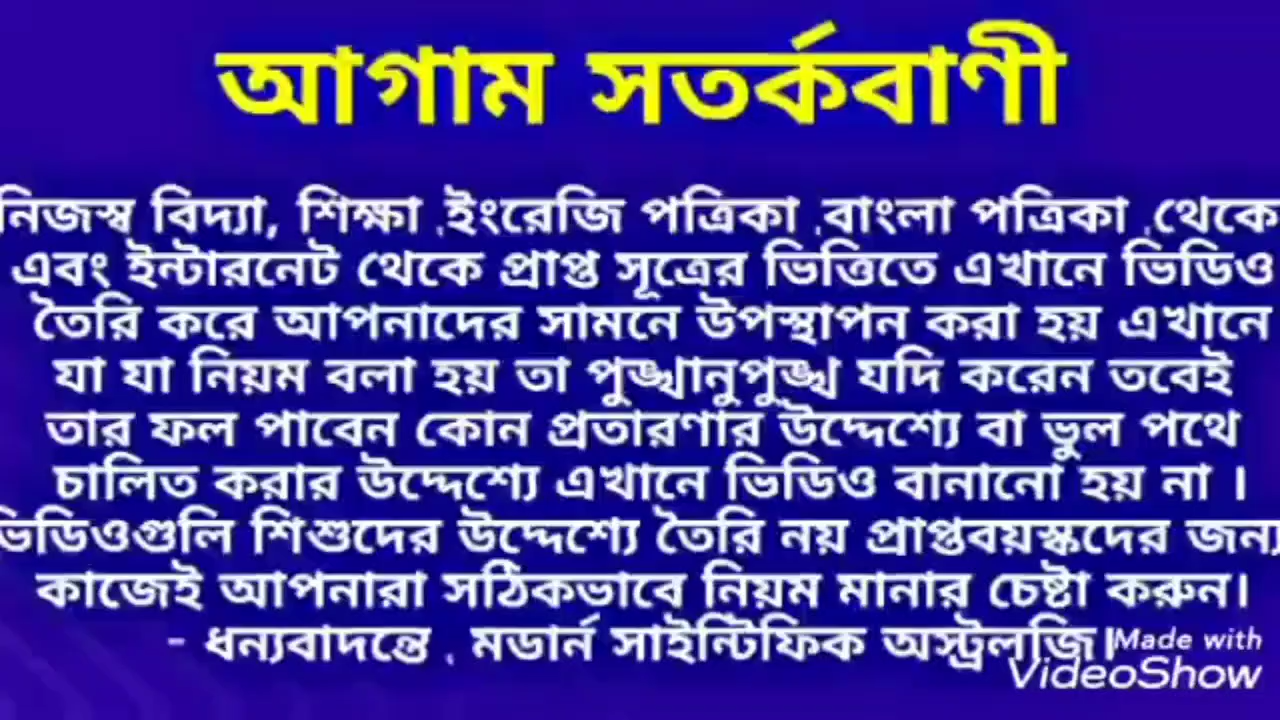 আগাম সতর্কবাণী
নিজস্ব বিদ্যা, শিক্ষা ,ইংরেজি পত্রিকা ,বাংলা পত্রিকা ,থেকে
এবং ইন্টারনেট থেকে প্রাপ্ত সূত্রের ভিত্তিতে এখানে ভিডিও
তৈরি করে আপনাদের সামনে উপস্থাপন করা হয় এখানে
যা যা নিয়ম বলা হয় তা পুঙ্খানুপুঙ্খ যদি করেন তবেই
তার ফল পাবেন কোন প্রতারণার উদ্দেশ্যে বা ভুল পথে
চালিত করার উদ্দেশ্যে এখানে ভিডিও বানানো হয় না ।
ভিডিওগুলি শিশুদের উদ্দেশ্যে তৈরি নয় প্রাপ্তবয়স্কদের জন্য
কাজেই আপনারা সঠিকভাবে নিয়ম মানার চেষ্টা করুন।
- ধন্যবাদন্তে , মডার্ন সাইন্টিফিক অস্ট্রলজি।
Made with
VideoShow